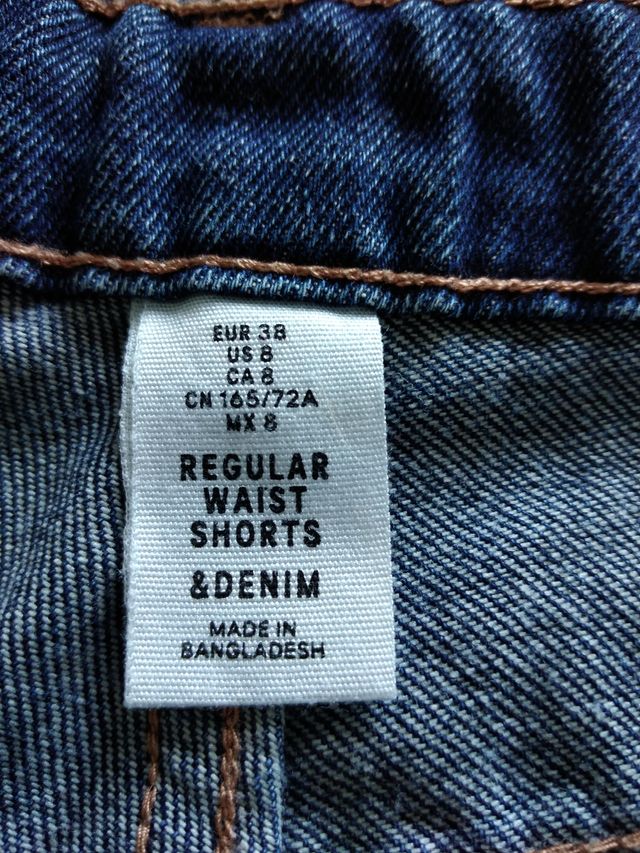 EUR 38
US 8
CA 8
CN 165/72A
MX 8
REGULAR
WAIST
SHORTS
&DENIM
MADE IN
BANGLADESH